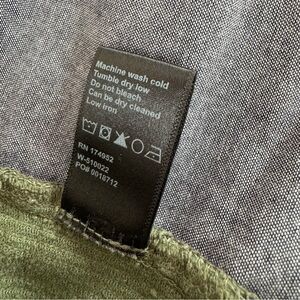 Machine wash cold
Tumble dry low
Do not bleach
Can be dry cleaned
Low iron
RN 174952
W-510022
PO8 0018712